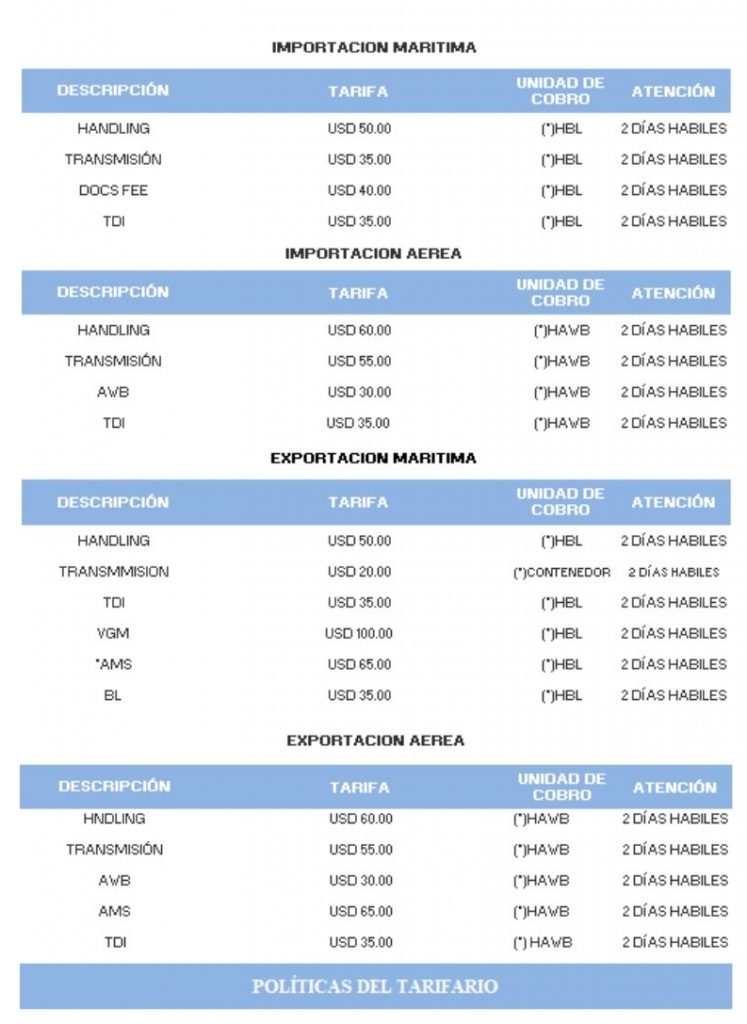 IMPORTACION MARITIMA
DESCRIPCIÓN TARIFA UNIDAD DE COBRO ATENCIÓN
HANDLING USD 50.00 (*)HBL 2 DÍAS HABILES
TRANSMISIÓN USD 35.00 (*)HBL 2 DÍAS HABILES
DOCS FEE USD 40.00 (*)HBL 2 DÍAS HABILES
TDI USD 35.00 (*)HBL 2 DÍAS HABILES
IMPORTACION AEREA
DESCRIPCIÓN TARIFA UNIDAD DE COBRO ATENCIÓN
HANDLING USD 60.00 (*)HAWB 2 DÍAS HABILES
TRANSMISIÓN USD 55.00 (*)HAWB 2 DÍAS HABILES
AWB USD 30.00 (*)HAWB 2 DÍAS HABILES
TDI USD 35.00 (*)HAWB 2 DÍAS HABILES
EXPORTACION MARITIMA
DESCRIPCIÓN TARIFA UNIDAD DE COBRO ATENCIÓN
HANDLING USD 50.00 (*)HBL 2 DÍAS HABILES
TRANSMMISION USD 20.00 (*)CONTENEDOR 2 DÍAS HABILES
TDI USD 35.00 (*)HBL 2 DÍAS HABILES
VGM USD 100.00 (*)HBL 2 DÍAS HABILES
*AMS USD 65.00 (*)HBL 2 DÍAS HABILES
BL USD 35.00 (*)HBL 2 DÍAS HABILES
EXPORTACION AEREA
DESCRIPCIÓN TARIFA UNIDAD DE COBRO ATENCIÓN
HNDLING USD 60.00 (*)HAWB 2 DÍAS HABILES
TRANSMISIÓN USD 55.00 (*)HAWB 2 DÍAS HABILES
AWB USD 30.00 (*)HAWB 2 DÍAS HABILES
AMS USD 65.00 (*)HAWB 2 DÍAS HABILES
TDI USD 35.00 (*) HAWB 2 DÍAS HABILES
POLÍTICAS DEL TARIFARIO